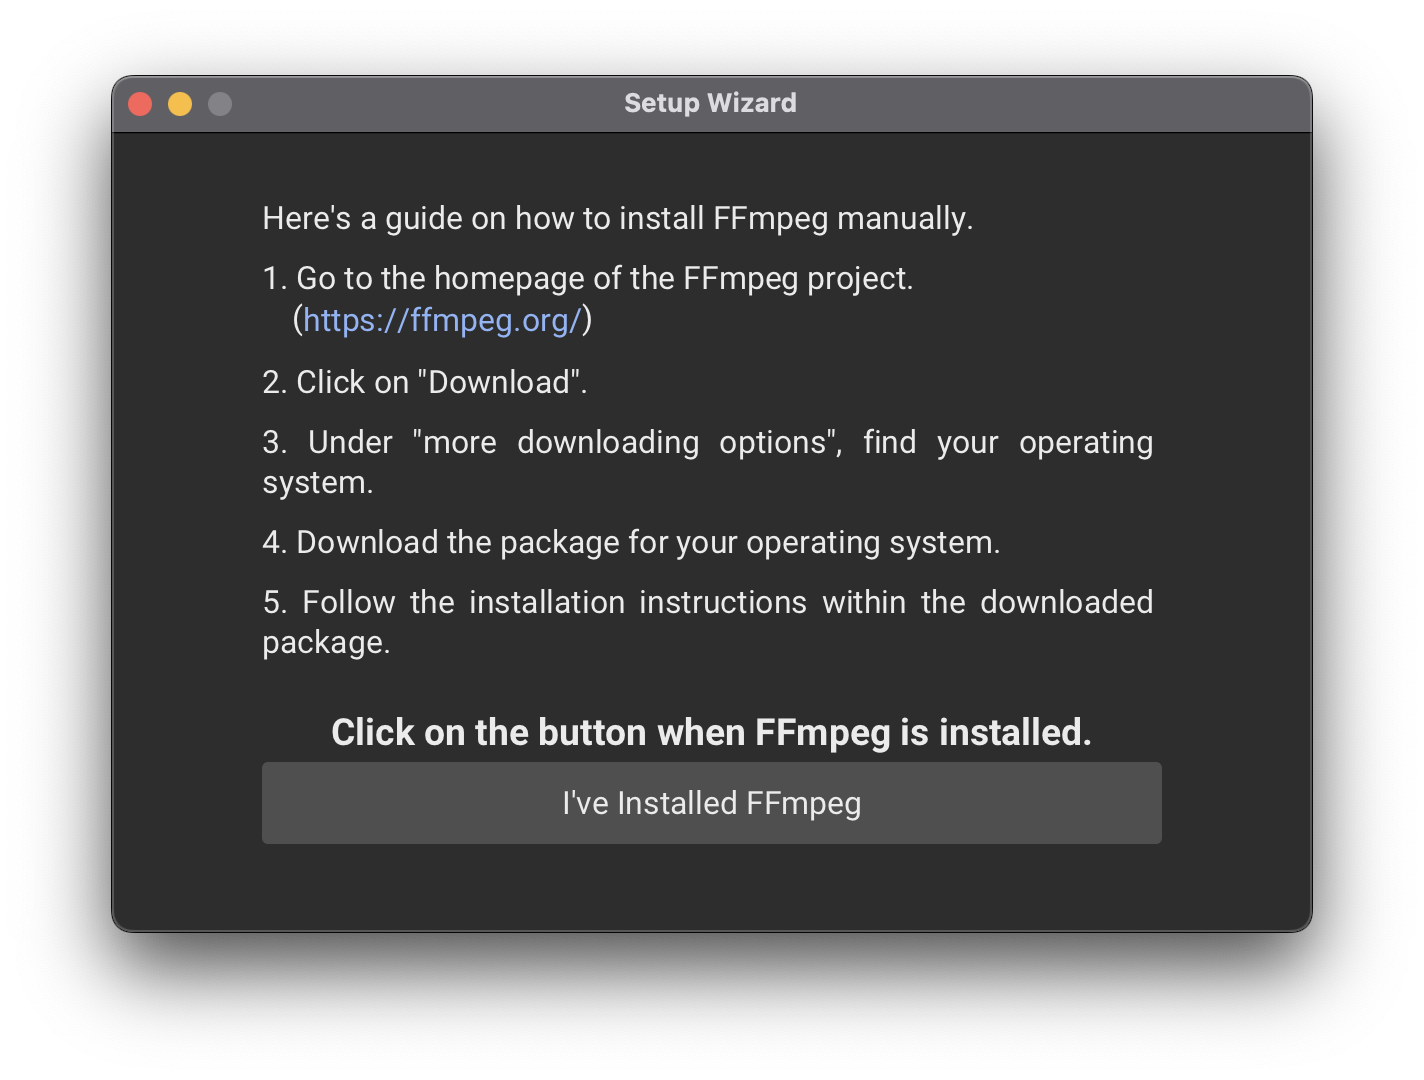 Setup Wizard
Here's a guide on how to install FFmpeg manually.
1. Go to the homepage of the FFmpeg project.
(https://ffmpeg.org/)
2. Click on "Download".
3. Under "more downloading options", find your operating
system.
4. Download the package for your operating system.
5. Follow the installation instructions within the downloaded
package.
Click on the button when FFmpeg is installed.
I've Installed FFmpeg